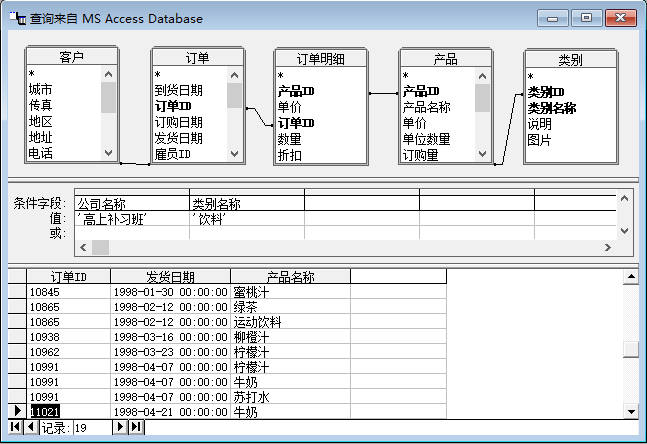 查询来自 MS Access Database
客户
*
城市
传真
地区
地址
电话
订单
到货日期
订单ID
订购日期
发货日期
雇员ID
订单明细
产品ID
单价
订单ID
数量
折扣
产品
*
产品ID
产品名称
单价
单位数量
订购量
类别
*
类别ID
类别名称
说明
图片
条件字段: 公司名称 类别名称
值: '高上补习班' '饮料'
或:
订单ID 发货日期 产品名称
10845 1998-01-30 00:00:00 蜜桃汁
10865 1998-02-12 00:00:00 绿茶
10865 1998-02-12 00:00:00 运动饮料
10938 1998-03-16 00:00:00 柳橙汁
10962 1998-03-23 00:00:00 柠檬汁
10991 1998-04-07 00:00:00 柠檬汁
10991 1998-04-07 00:00:00 牛奶
10991 1998-04-07 00:00:00 苏打水
11021 1998-04-21 00:00:00 牛奶
记录: 19